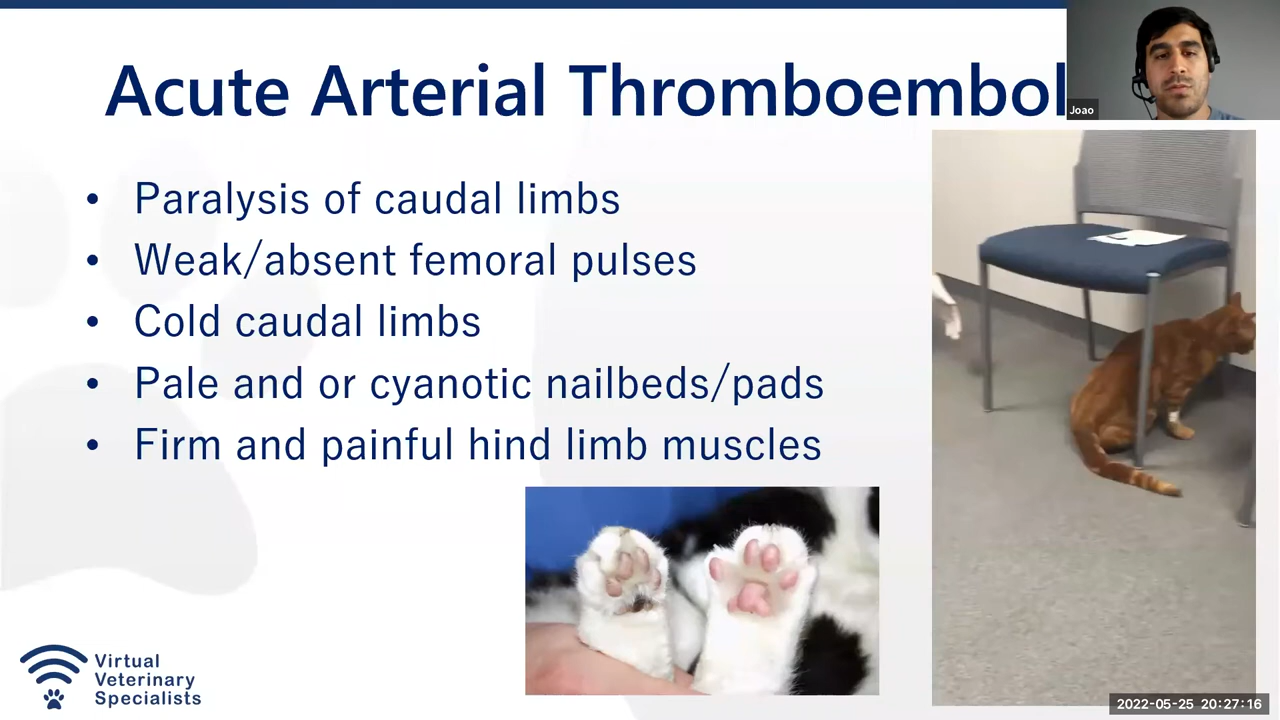 Acute Arterial Thromboembol
Joao
• Paralysis of caudal limbs
• Weak/absent femoral pulses
• Cold caudal limbs
• Pale and or cyanotic nailbeds/pads
• Firm and painful hind limb muscles
Virtual
Veterinary
Specialists
2022-05-25 20:27:16